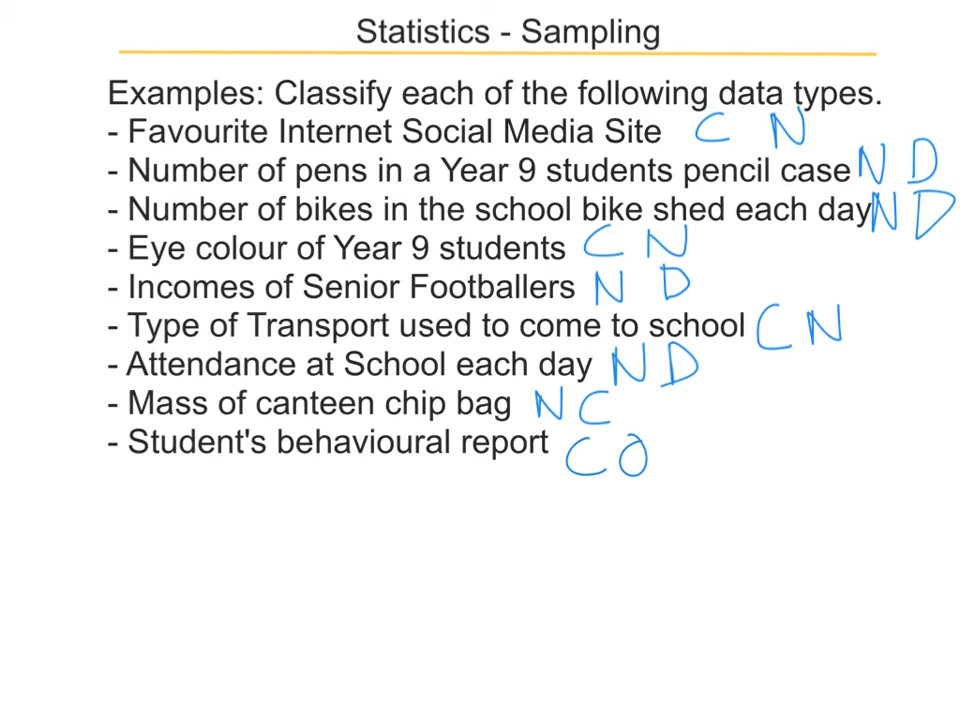 Statistics - Sampling
Examples: Classify each of the following data types.
- Favourite Internet Social Media Site C N
- Number of pens in a Year 9 students pencil case N D
- Number of bikes in the school bike shed each day N D
- Eye colour of Year 9 students C N
- Incomes of Senior Footballers N D
- Type of Transport used to come to school C N
- Attendance at School each day N D
- Mass of canteen chip bag N C
- Student's behavioural report C O